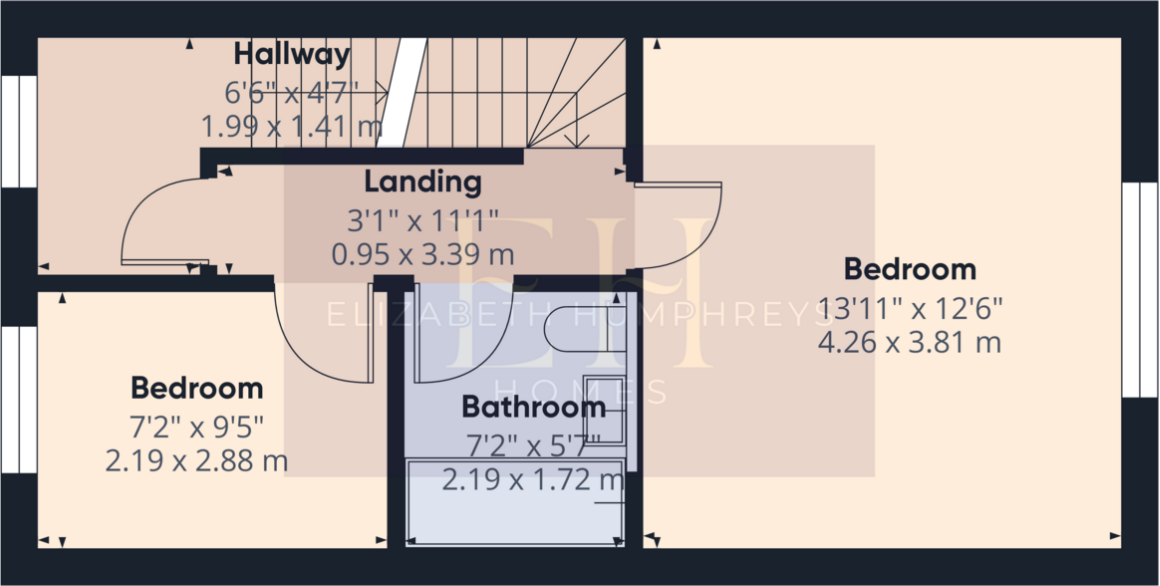 Hallway
6'6" x 4'7"
1.99 x 1.41 m
Landing
3'1" x 11'1"
0.95 x 3.39 m
Bedroom
13'11" x 12'6"
4.26 x 3.81 m
EH
ELIZABETH HUMPHREYS
HOMES
Bedroom
7'2" x 9'5"
2.19 x 2.88 m
Bathroom
7'2" x 5'7"
2.19 x 1.72 m